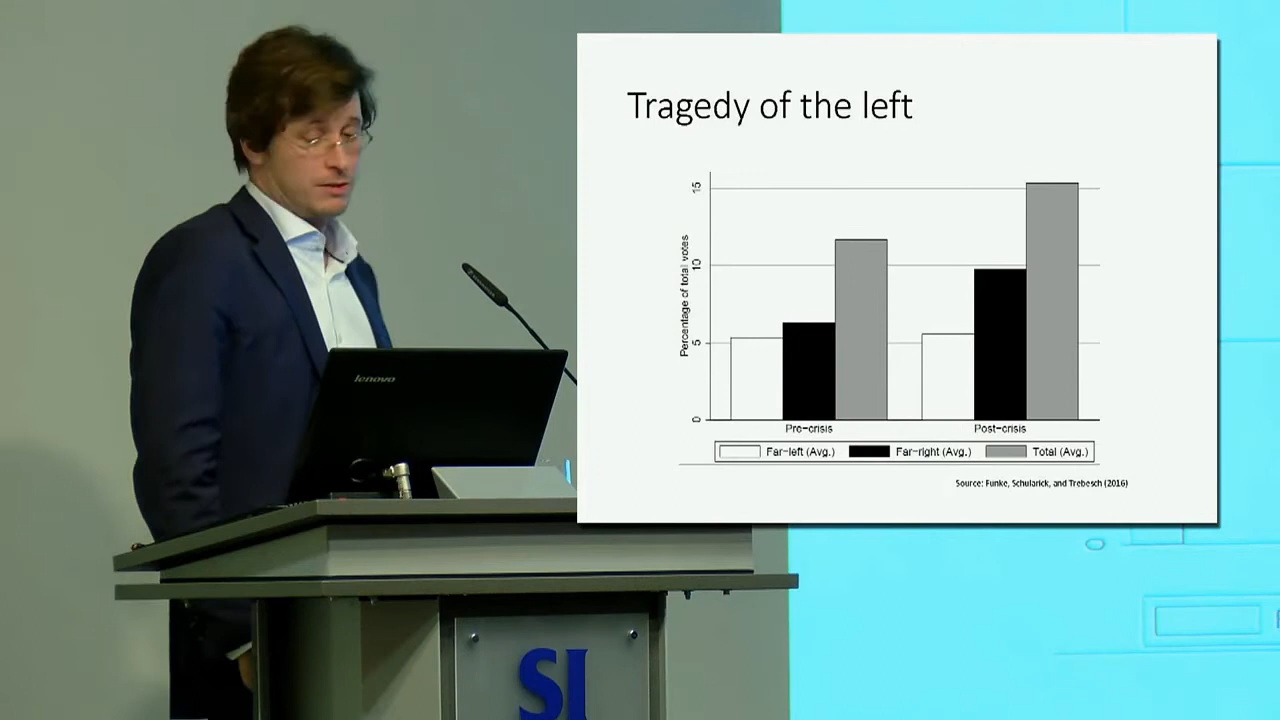 Tragedy of the left
15
10
5
0
Percentage of total votes
Pre-crisis
Post-crisis
Far-left (Avg.)
Far-right (Avg.)
Total (Avg.)
Source: Funke, Schularick, and Trebesch (2016)
lenovo
SI